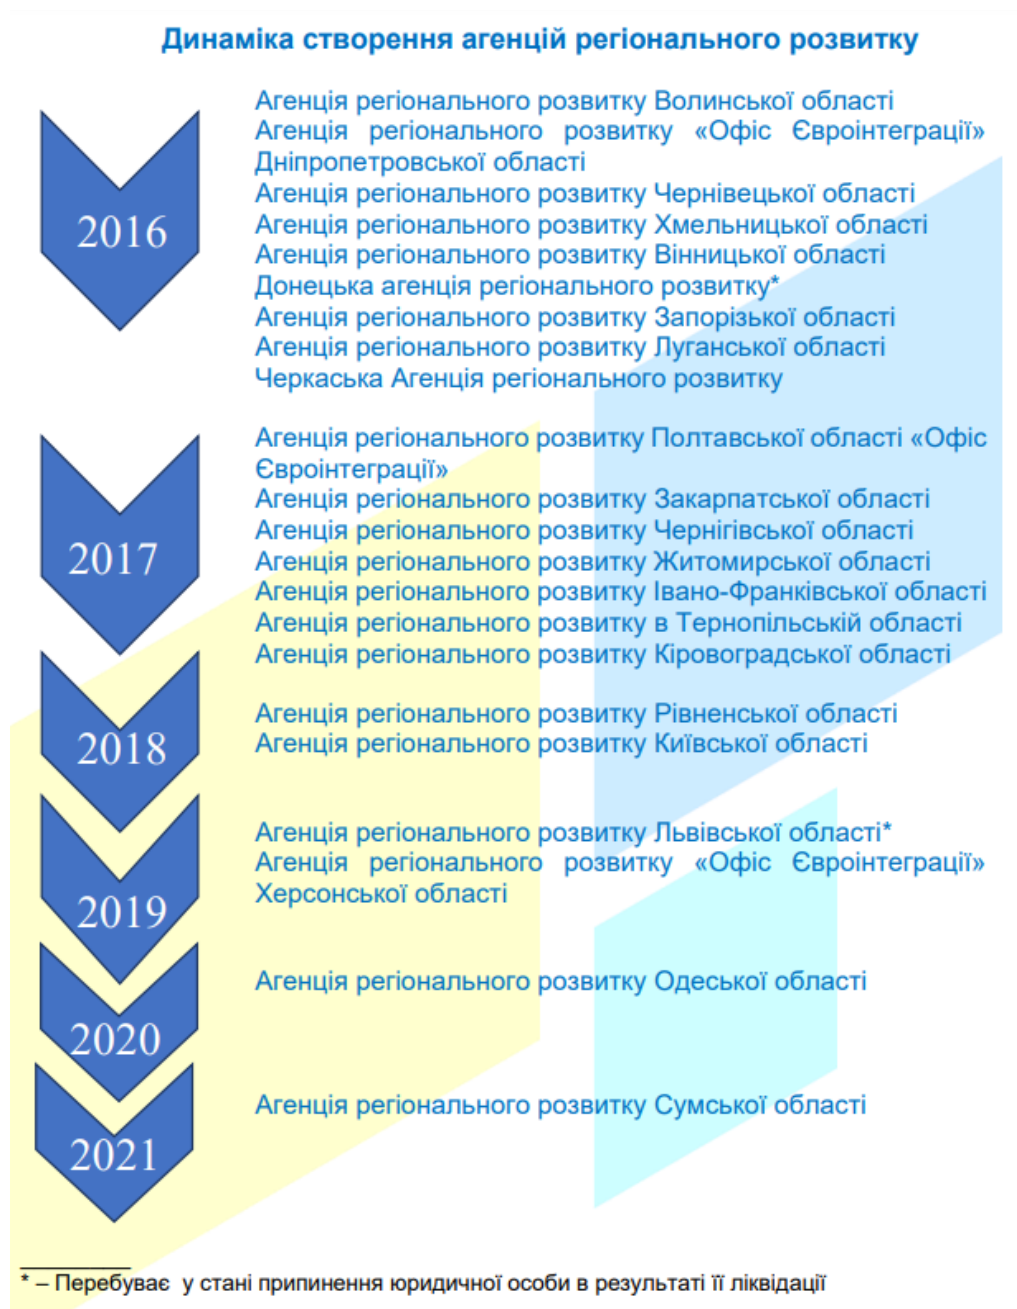 Динаміка створення агенцій регіонального розвитку
2016
Агенція регіонального розвитку Волинської області
Агенція регіонального розвитку «Офіс Євроінтеграції»
Дніпропетровської області
Агенція регіонального розвитку Чернівецької області
Агенція регіонального розвитку Хмельницької області
Агенція регіонального розвитку Вінницької області
Донецька агенція регіонального розвитку*
Агенція регіонального розвитку Запорізької області
Агенція регіонального розвитку Луганської області
Черкаська Агенція регіонального розвитку
2017
Агенція регіонального розвитку Полтавської області «Офіс
Євроінтеграції»
Агенція регіонального розвитку Закарпатської області
Агенція регіонального розвитку Чернігівської області
Агенція регіонального розвитку Житомирської області
Агенція регіонального розвитку Івано-Франківської області
Агенція регіонального розвитку в Тернопільській області
Агенція регіонального розвитку Кіровоградської області
2018
Агенція регіонального розвитку Рівненської області
Агенція регіонального розвитку Київської області
2019
Агенція регіонального розвитку Львівської області*
Агенція регіонального розвитку «Офіс Євроінтеграції»
Херсонської області
2020
Агенція регіонального розвитку Одеської області
2021
Агенція регіонального розвитку Сумської області
* – Перебуває у стані припинення юридичної особи в результаті її ліквідації